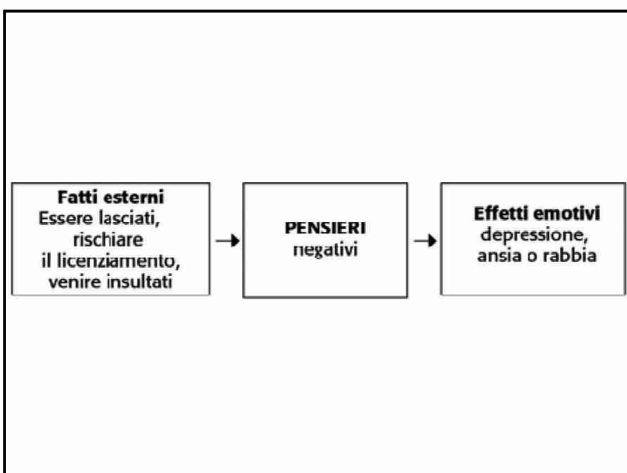 Fatti esterni
Essere lasciati,
rischiare
il licenziamento,
venire insultati
PENSIERI
negativi
Effetti emotivi
depressione,
ansia o rabbia